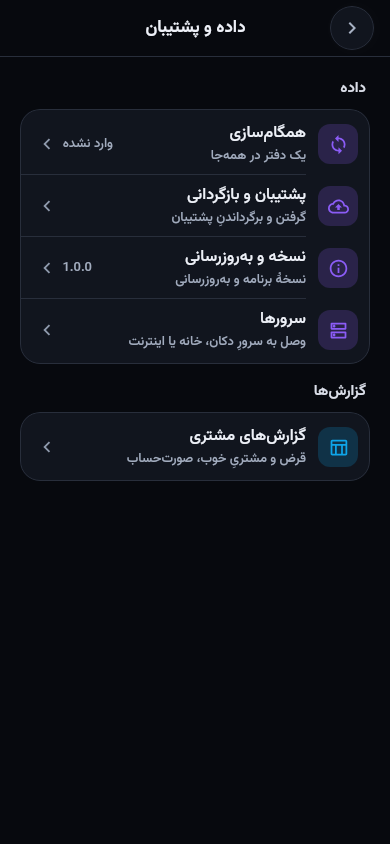 داده و پشتیبان
داده
همگام‌سازی
یک دفتر در همه‌جا
وارد نشده
پشتیبان و بازگردانی
گرفتن و برگرداندنِ پشتیبان
نسخه و به‌روزرسانی
نسخهٔ برنامه و به‌روزرسانی
1.0.0
سرورها
وصل به سرورِ دکان، خانه یا اینترنت
گزارش‌ها
گزارش‌های مشتری
قرض و مشتریِ خوب، صورت‌حساب